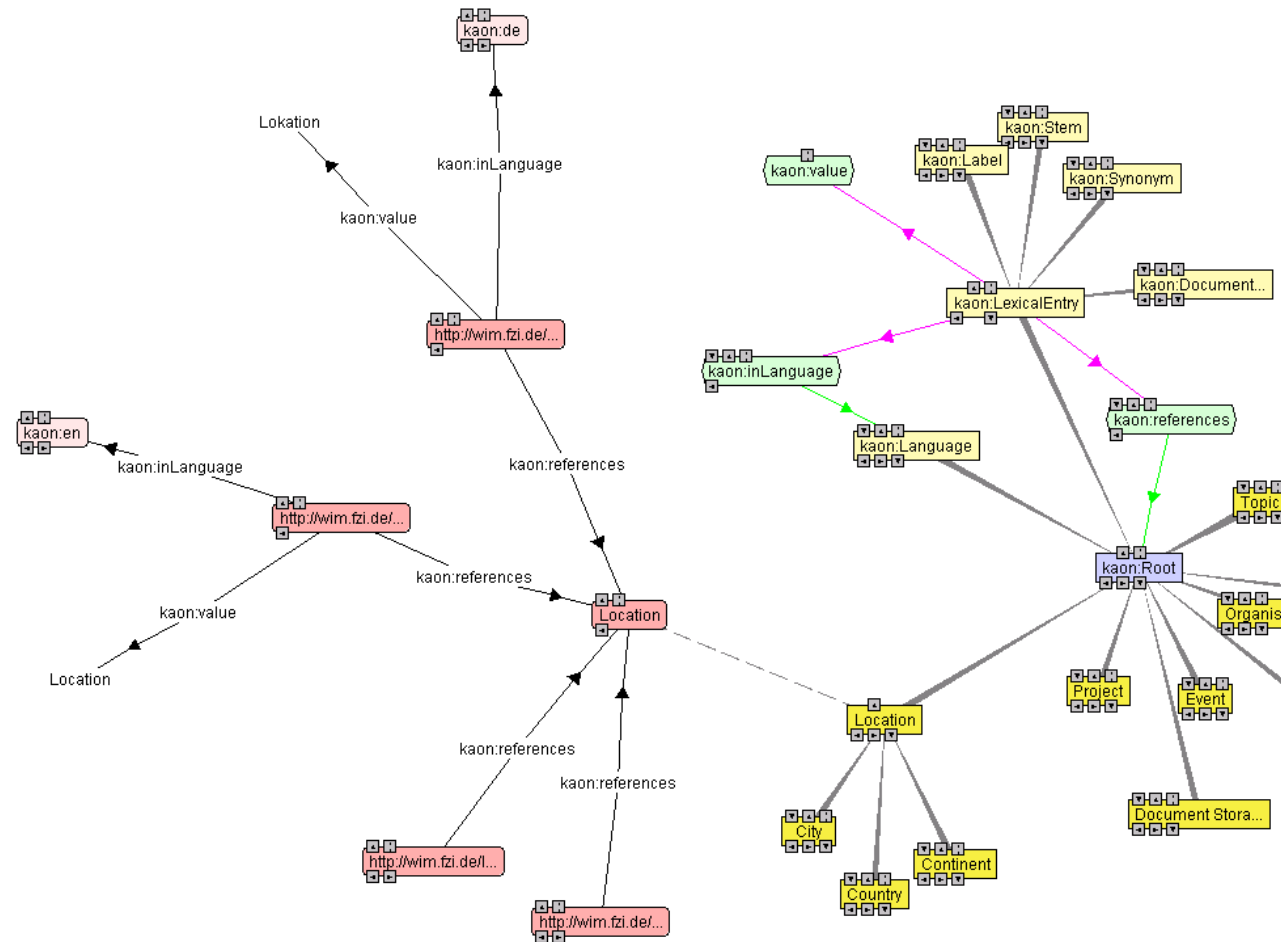 kaon:de
Lokation
kaon:inLanguage
kaon:value
http://wim.fzi.de/...
kaon:references
kaon:en
kaon:inLanguage
http://wim.fzi.de/...
kaon:references
kaon:value
Location
Location
kaon:references
kaon:references
http://wim.fzi.de/l...
http://wim.fzi.de/...
kaon:Stem
kaon:Label
kaon:value
kaon:Synonym
kaon:Document...
kaon:LexicalEntry
kaon:inLanguage
kaon:references
kaon:Language
Topic
kaon:Root
Organis
Project
Event
Location
Document Stora...
City
Continent
Country